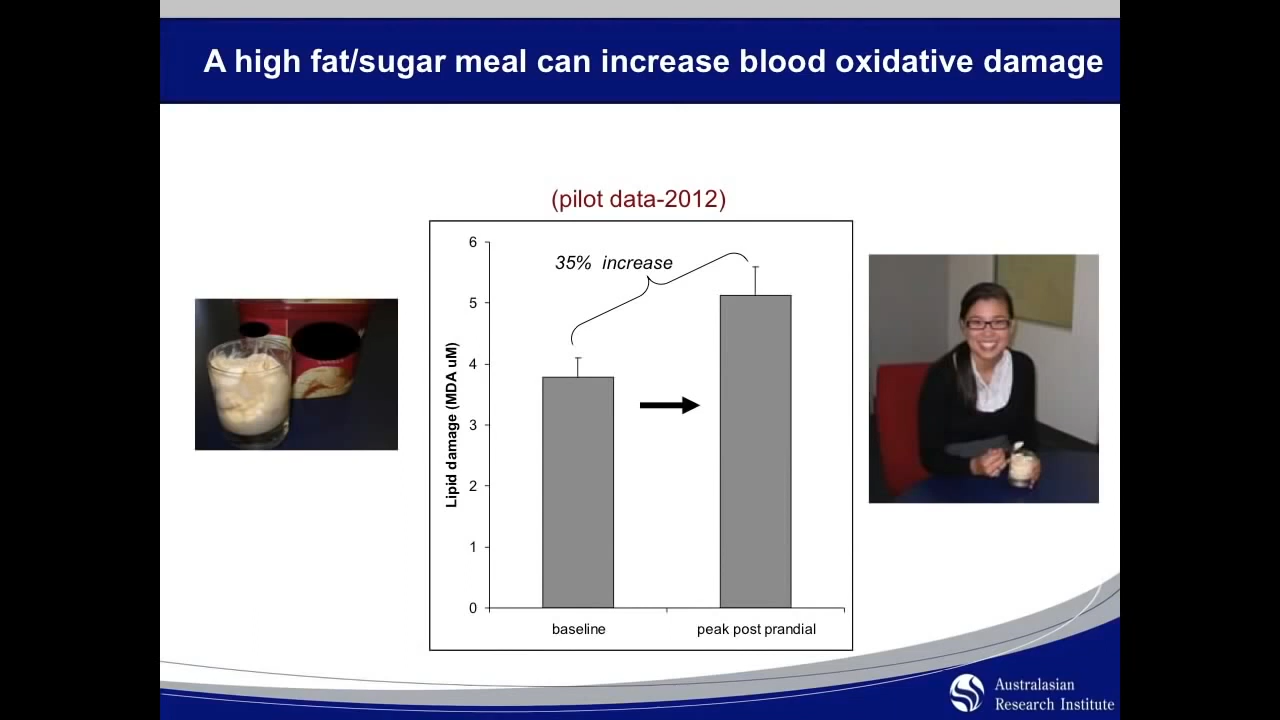 A high fat/sugar meal can increase blood oxidative damage
(pilot data-2012)
35% increase
6
5
4
3
2
1
0
Lipid damage (MDA uM)
baseline
peak post prandial
Australasian
Research Institute